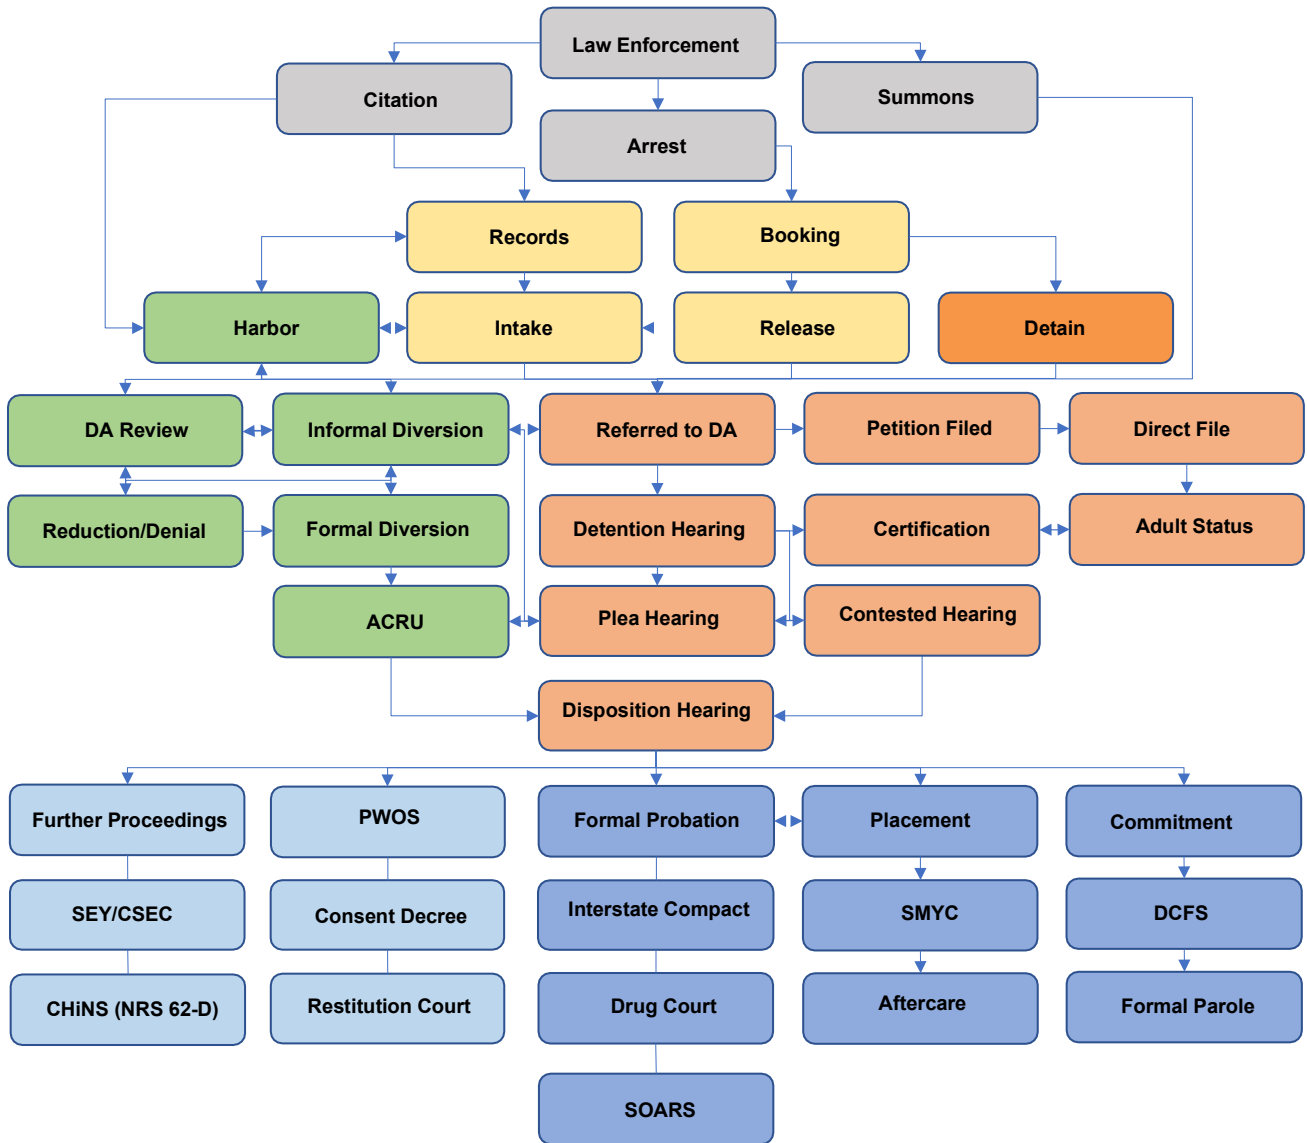 Law Enforcement
Citation
Summons
Arrest
Records
Booking
Harbor
Intake
Release
Detain
DA Review
Informal Diversion
Referred to DA
Petition Filed
Direct File
Reduction/Denial
Formal Diversion
Detention Hearing
Certification
Adult Status
ACRU
Plea Hearing
Contested Hearing
Disposition Hearing
Further Proceedings
PWOS
Formal Probation
Placement
Commitment
SEY/CSEC
Consent Decree
Interstate Compact
SMYC
DCFS
CHiNS (NRS 62-D)
Restitution Court
Drug Court
Aftercare
Formal Parole
SOARS